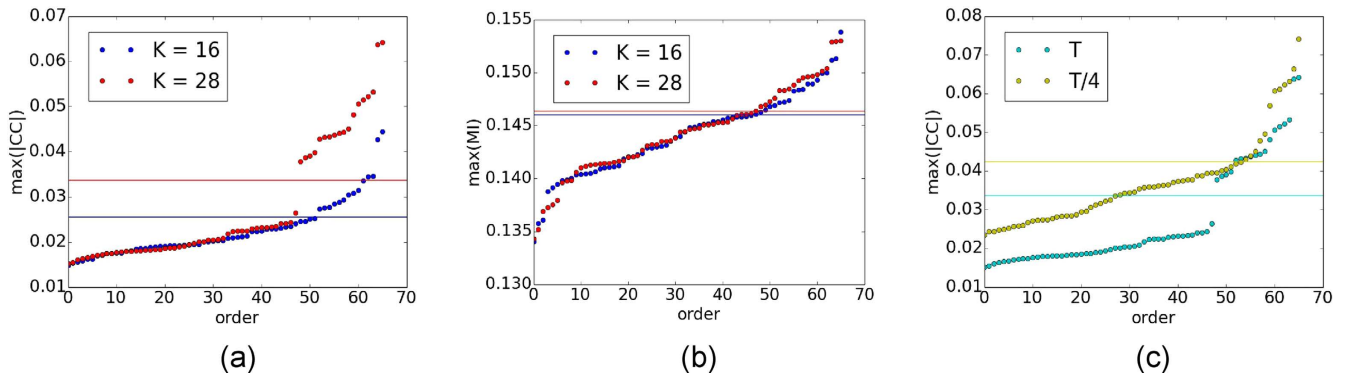 0.07
0.06
0.05
0.04
0.03
0.02
0.01
max(|CC|)
K = 16
K = 28
0 10 20 30 40 50 60 70
order
(a)
0.155
0.150
0.145
0.140
0.135
0.130
max(MI)
K = 16
K = 28
0 10 20 30 40 50 60 70
order
(b)
0.08
0.07
0.06
0.05
0.04
0.03
0.02
0.01
max(|CC|)
T
T/4
0 10 20 30 40 50 60 70
order
(c)